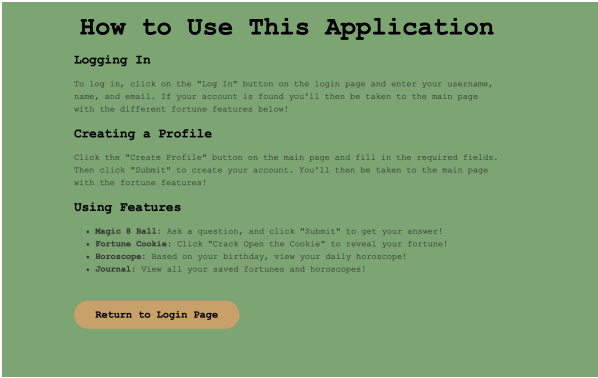 How to Use This Application
Logging In
To log in, click on the "Log In" button on the login page and enter your username,
name, and email. If your account is found you'll then be taken to the main page
with the different fortune features below!
Creating a Profile
Click the "Create Profile" button on the main page and fill in the required fields.
Then click "Submit" to create your account. You'll then be taken to the main page
with the fortune features!
Using Features
• Magic 8 Ball: Ask a question, and click "Submit" to get your answer!
• Fortune Cookie: Click "Crack Open the Cookie" to reveal your fortune!
• Horoscope: Based on your birthday, view your daily horoscope!
• Journal: View all your saved fortunes and horoscopes!
Return to Login Page